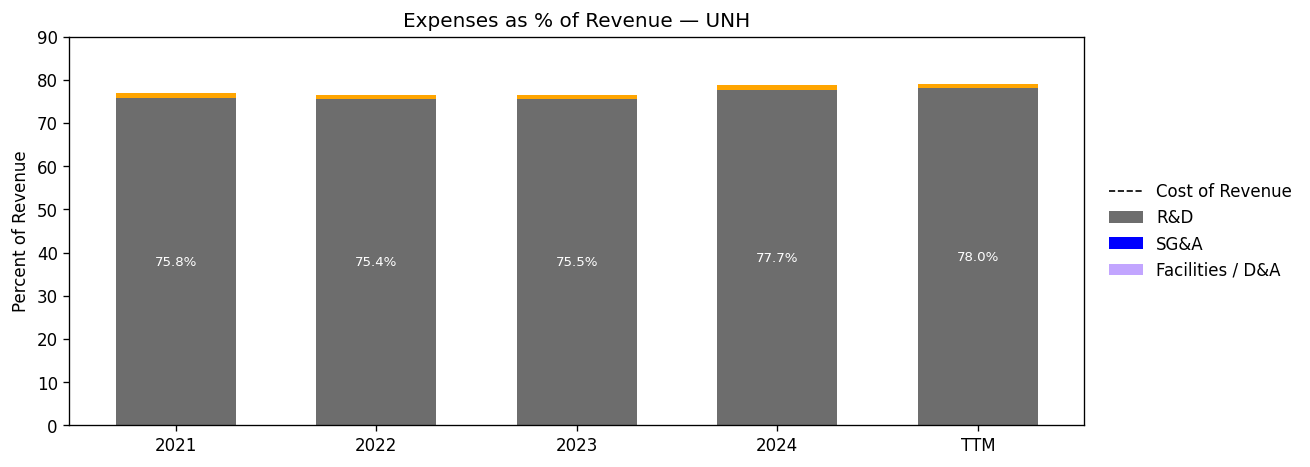 Expenses as % of Revenue — UNH
Percent of Revenue
90
80
70
60
50
40
30
20
10
0
75.8%
75.4%
75.5%
77.7%
78.0%
2021
2022
2023
2024
TTM
Cost of Revenue
R&D
SG&A
Facilities / D&A